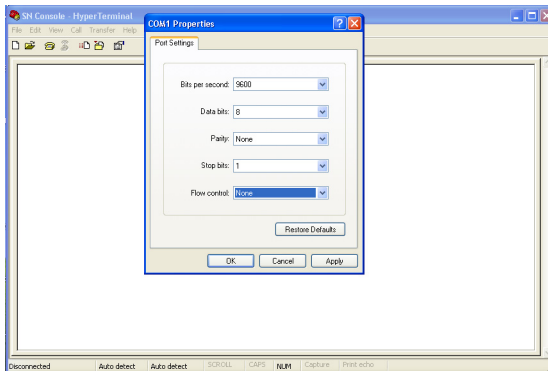 SN Console - HyperTerminal
File Edit View Call Transfer Help
COM1 Properties
Port Settings
Bits per second: 9600
Data bits: 8
Parity: None
Stop bits: 1
Flow control: None
Restore Defaults
OK Cancel Apply
Disconnected Auto detect Auto detect SCROLL CAPS NUM Capture Print echo